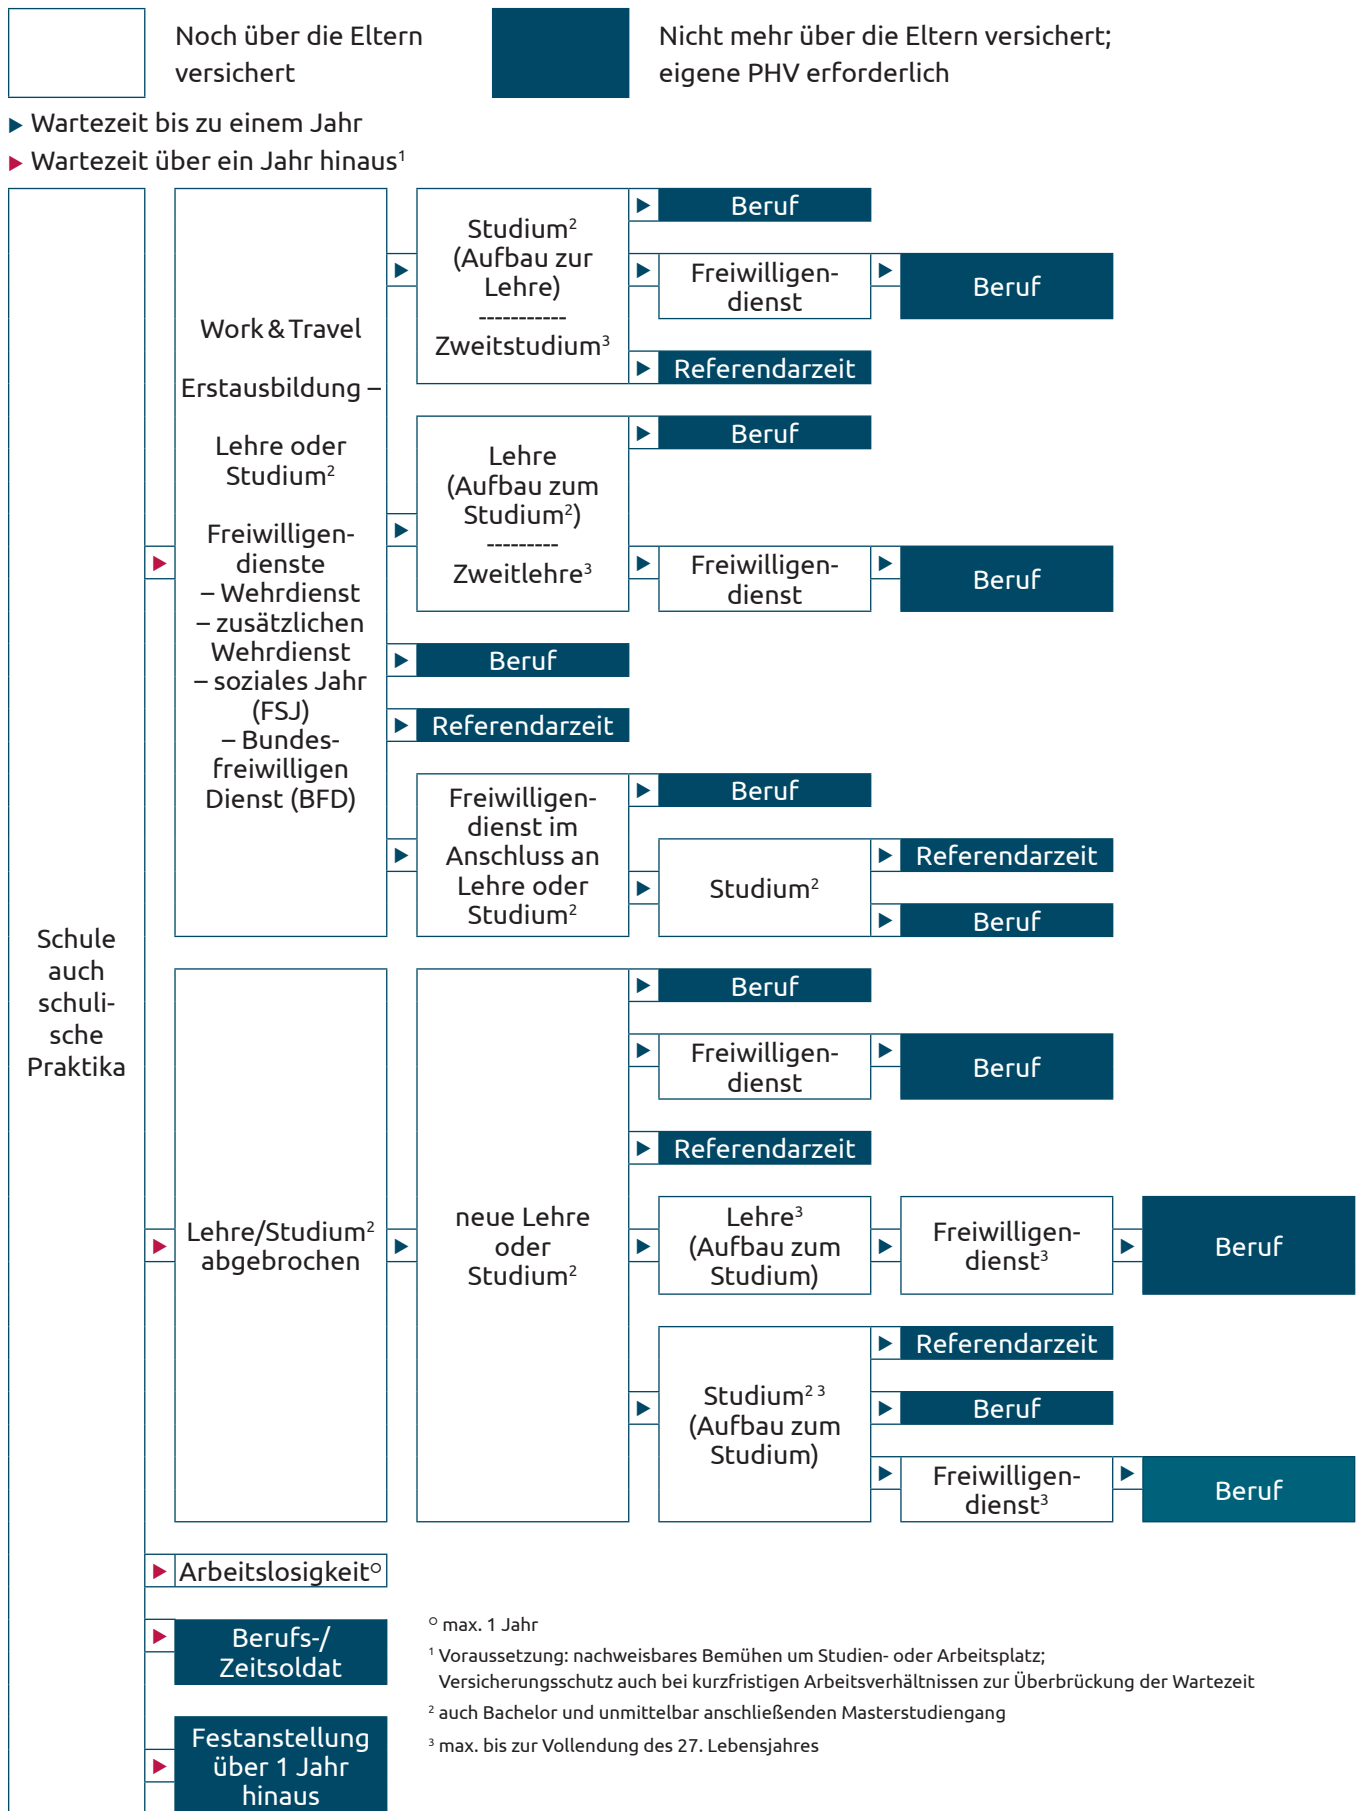 Noch über die Eltern
versichert
Nicht mehr über die Eltern versichert;
eigene PHV erforderlich
▶ Wartezeit bis zu einem Jahr
▶ Wartezeit über ein Jahr hinaus¹
Schule
auch
schuli-
sche
Praktika
Work & Travel
Erstausbildung –
Lehre oder
Studium²
Freiwilligen-
dienste
– Wehrdienst
– zusätzlichen
Wehrdienst
– soziales Jahr
(FSJ)
– Bundes-
freiwilligen
Dienst (BFD)
Studium²
(Aufbau zur
Lehre)
-----------
Zweitstudium³
Beruf
Freiwilligen-
dienst
Beruf
Referendarzeit
Lehre
(Aufbau zum
Studium²)
---------
Zweitlehre³
Beruf
Freiwilligen-
dienst
Beruf
Beruf
Referendarzeit
Freiwilligen-
dienst im
Anschluss an
Lehre oder
Studium²
Beruf
Studium²
Referendarzeit
Beruf
Lehre/Studium²
abgebrochen
neue Lehre
oder
Studium²
Beruf
Freiwilligen-
dienst
Beruf
Referendarzeit
Lehre³
(Aufbau zum
Studium)
Freiwilligen-
dienst³
Beruf
Studium² ³
(Aufbau zum
Studium)
Referendarzeit
Beruf
Freiwilligen-
dienst³
Beruf
Arbeitslosigkeit○
Berufs-/
Zeitsoldat
Festanstellung
über 1 Jahr
hinaus
○ max. 1 Jahr
¹ Voraussetzung: nachweisbares Bemühen um Studien- oder Arbeitsplatz;
Versicherungsschutz auch bei kurzfristigen Arbeitsverhältnissen zur Überbrückung der Wartezeit
² auch Bachelor und unmittelbar anschließenden Masterstudiengang
³ max. bis zur Vollendung des 27. Lebensjahres